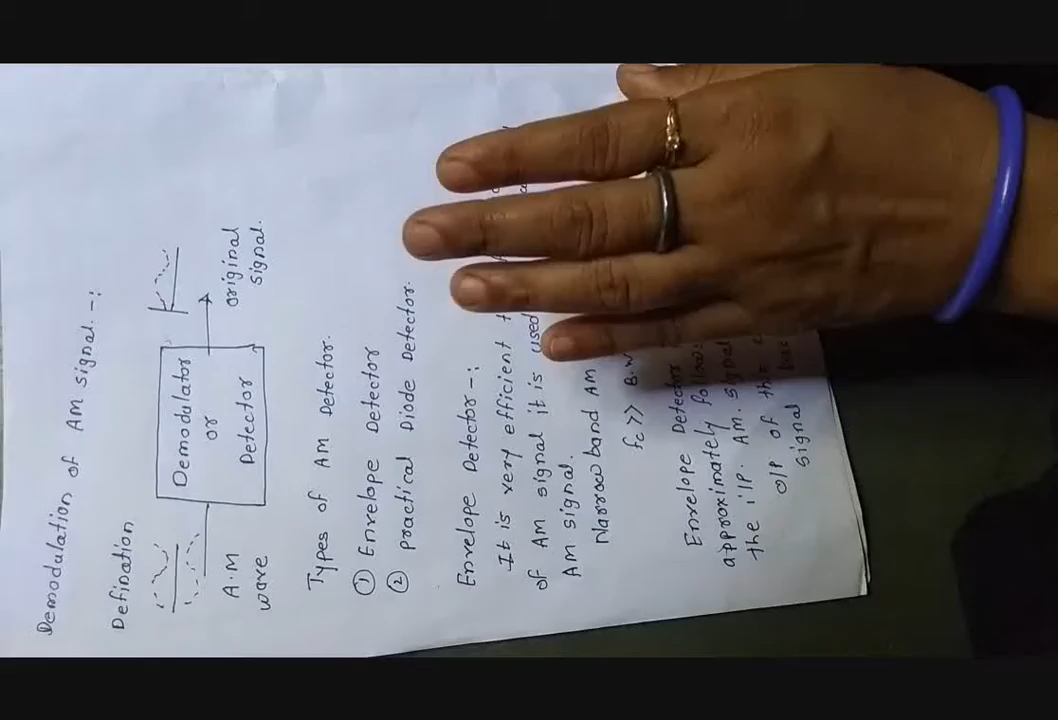 Demodulation of AM signal. -:
Defination
A.M
wave
Demodulator
or
Detector
original
signal.
Types of AM Detector.
① Envelope Detector
② practical Diode Detector.
Envelope Detector -:
It is very efficient
of AM signal it is used
AM signal.
Narrow band AM
fc >> B.W
Envelope Detector
approximately follow
the i/p. AM. signal
O/P of this
signal